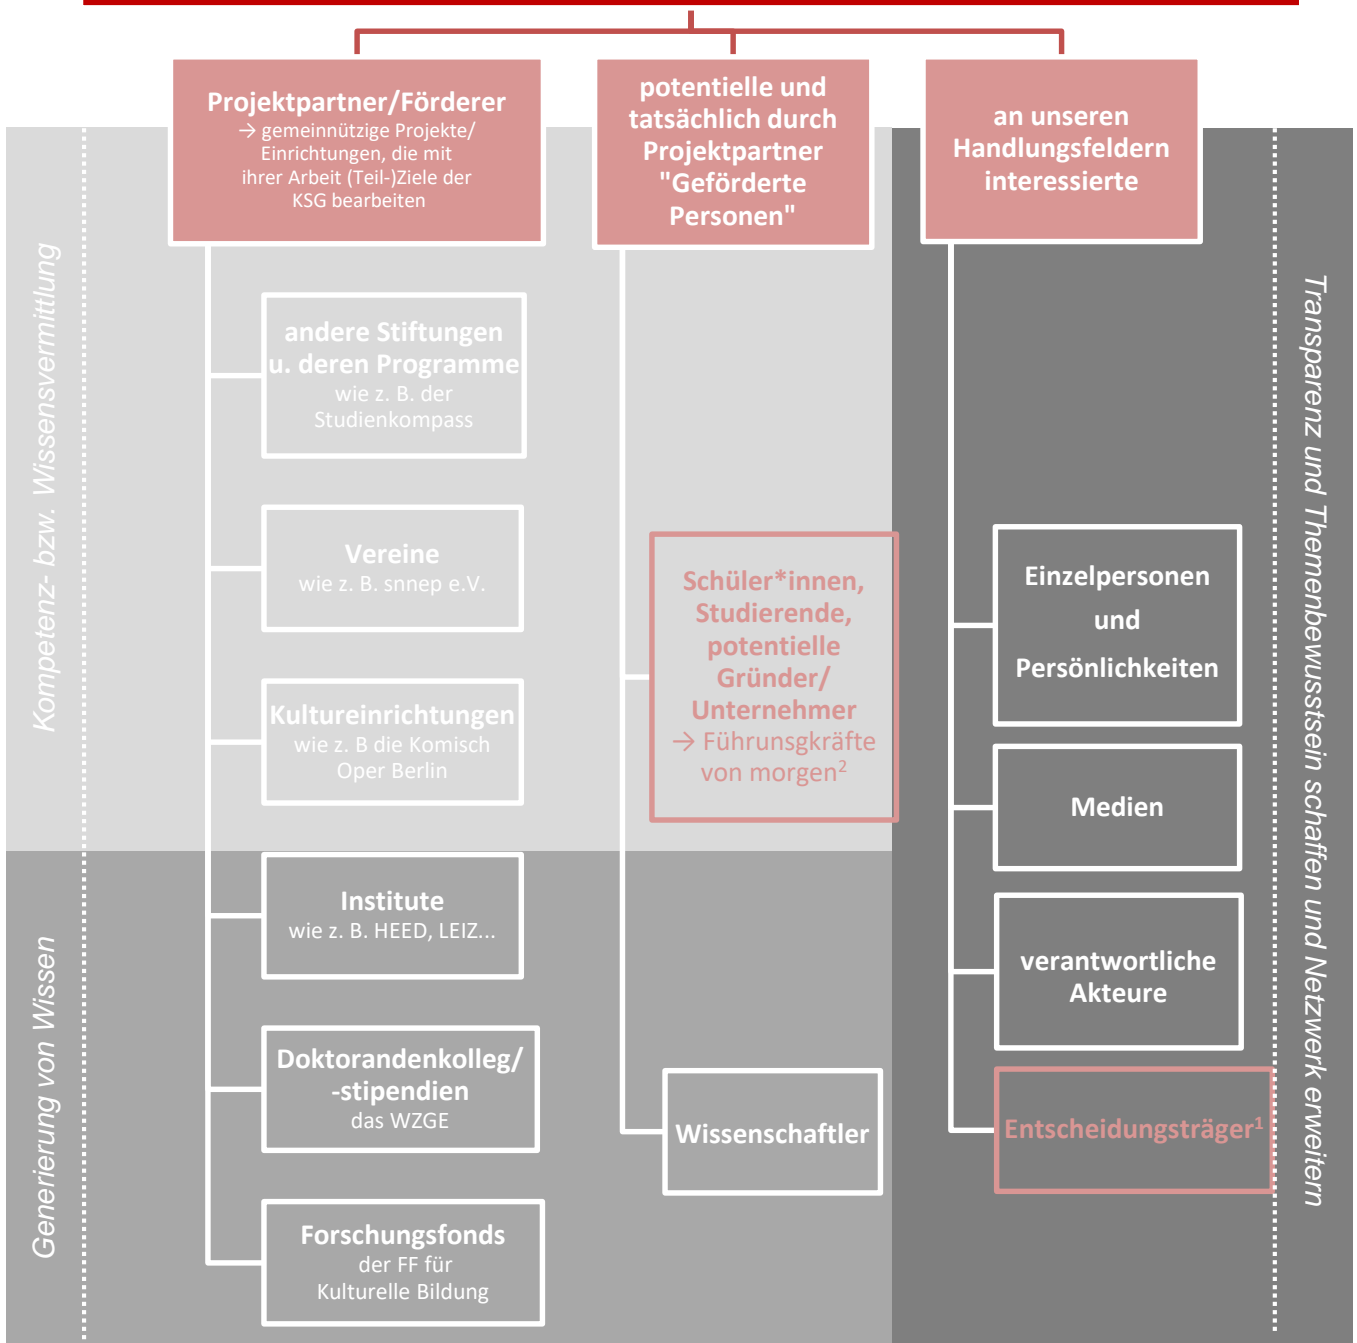 Projektpartner/Förderer
→ gemeinnützige Projekte/
Einrichtungen, die mit
ihrer Arbeit (Teil-)Ziele der
KSG bearbeiten
potentielle und
tatsächlich durch
Projektpartner
"Geförderte
Personen"
an unseren
Handlungsfeldern
interessierte
Kompetenz- bzw. Wissensvermittlung
Generierung von Wissen
andere Stiftungen
u. deren Programme
wie z. B. der
Studienkompass
Vereine
wie z. B. snnep e.V.
Kultureinrichtungen
wie z. B die Komisch
Oper Berlin
Institute
wie z. B. HEED, LEIZ...
Doktorandenkolleg/
-stipendien
das WZGE
Forschungsfonds
der FF für
Kulturelle Bildung
Schüler*innen,
Studierende,
potentielle
Gründer/
Unternehmer
→ Führunsgkräfte
von morgen²
Wissenschaftler
Einzelpersonen
und
Persönlichkeiten
Medien
verantwortliche
Akteure
Entscheidungsträger¹
Transparenz und Themenbewusstsein schaffen und Netzwerk erweitern